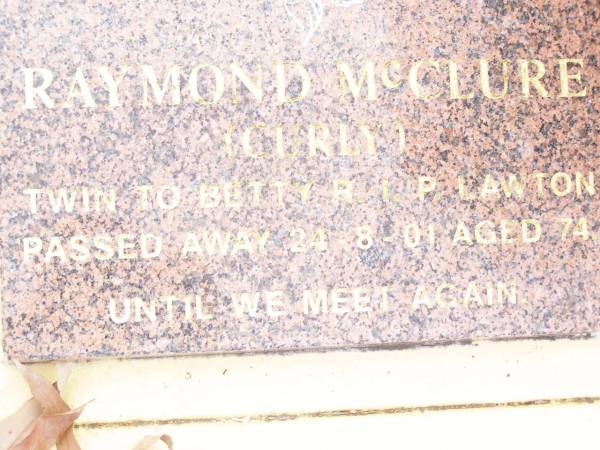 RAYMOND McCLURE
(CURLY)
TWIN TO BETTY R. I. P. LAWTON
PASSED AWAY 24-8-01 AGED 74
UNTIL WE MEET AGAIN.